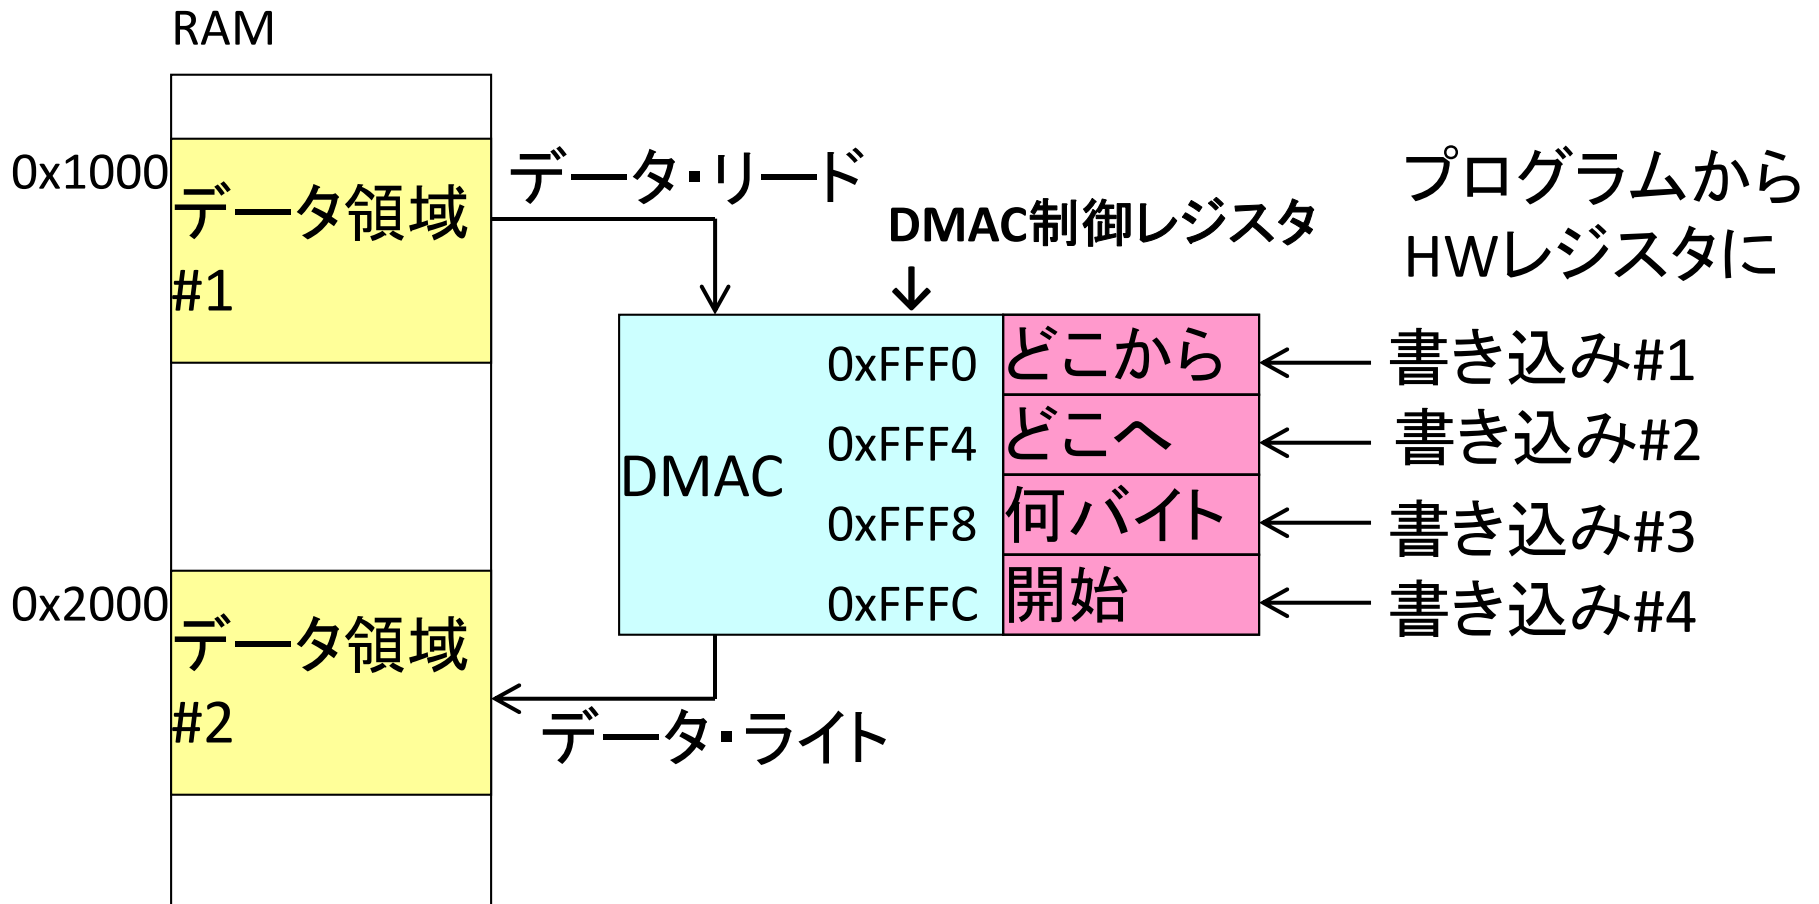 RAM
0x1000
データ領域
#1
データ・リード
DMAC制御レジスタ
プログラムから
HWレジスタに
DMAC
0xFFF0
どこから
書き込み#1
0xFFF4
どこへ
書き込み#2
0xFFF8
何バイト
書き込み#3
0xFFFC
開始
書き込み#4
0x2000
データ領域
#2
データ・ライト